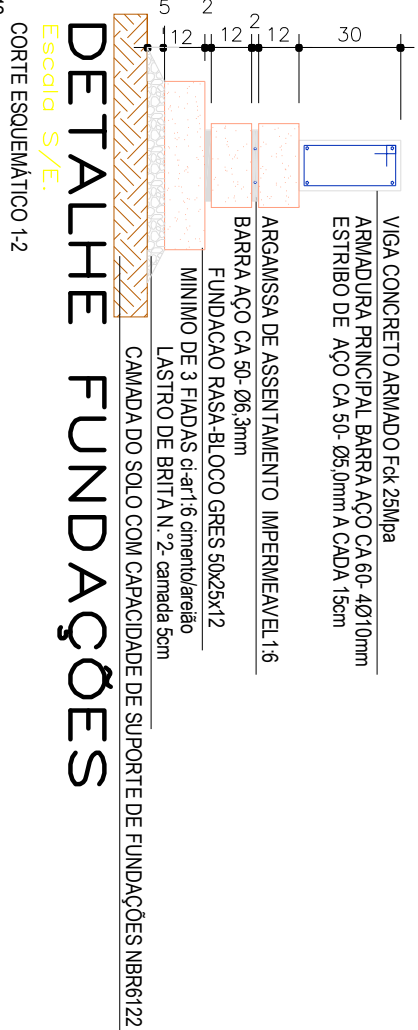 5 12 2 12 2 12 30
VIGA CONCRETO ARMADO Fck 25Mpa
ARMADURA PRINCIPAL BARRA AÇO CA 60- 4Ø10mm
ESTRIBO DE AÇO CA 50- Ø5,0mm A CADA 15cm
ARGAMSSA DE ASSENTAMENTO IMPERMEAVEL1:6
BARRA AÇO CA 50- Ø6,3mm
FUNDACAO RASA-BLOCO GRES 50x25x12
MINIMO DE 3 FIADAS ci-ar1:6 cimento/areião
LASTRO DE BRITA N.°2- camada 5cm
CAMADA DO SOLO COM CAPACIDADE DE SUPORTE DE FUNDAÇÕES NBR6122
DETALHE FUNDAÇÕES
Escala S/E.
CORTE ESQUEMÁTICO 1-2